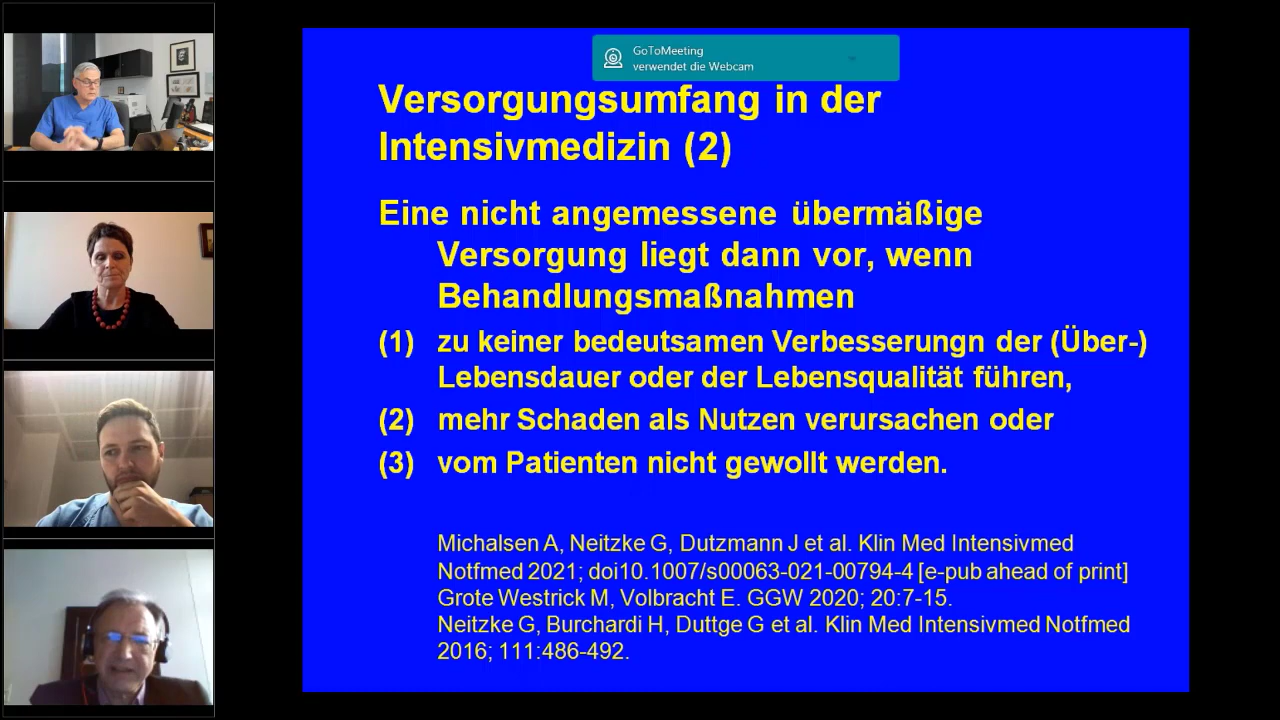 GoToMeeting
verwendet die Webcam
Versorgungsumfang in der
Intensivmedizin (2)
Eine nicht angemessene übermäßige
Versorgung liegt dann vor, wenn
Behandlungsmaßnahmen
(1) zu keiner bedeutsamen Verbesserungn der (Über-)
Lebensdauer oder der Lebensqualität führen,
(2) mehr Schaden als Nutzen verursachen oder
(3) vom Patienten nicht gewollt werden.
Michalsen A, Neitzke G, Dutzmann J et al. Klin Med Intensivmed
Notfmed 2021; doi10.1007/s00063-021-00794-4 [e-pub ahead of print]
Grote Westrick M, Volbracht E. GGW 2020; 20:7-15.
Neitzke G, Burchardi H, Duttge G et al. Klin Med Intensivmed Notfmed
2016; 111:486-492.